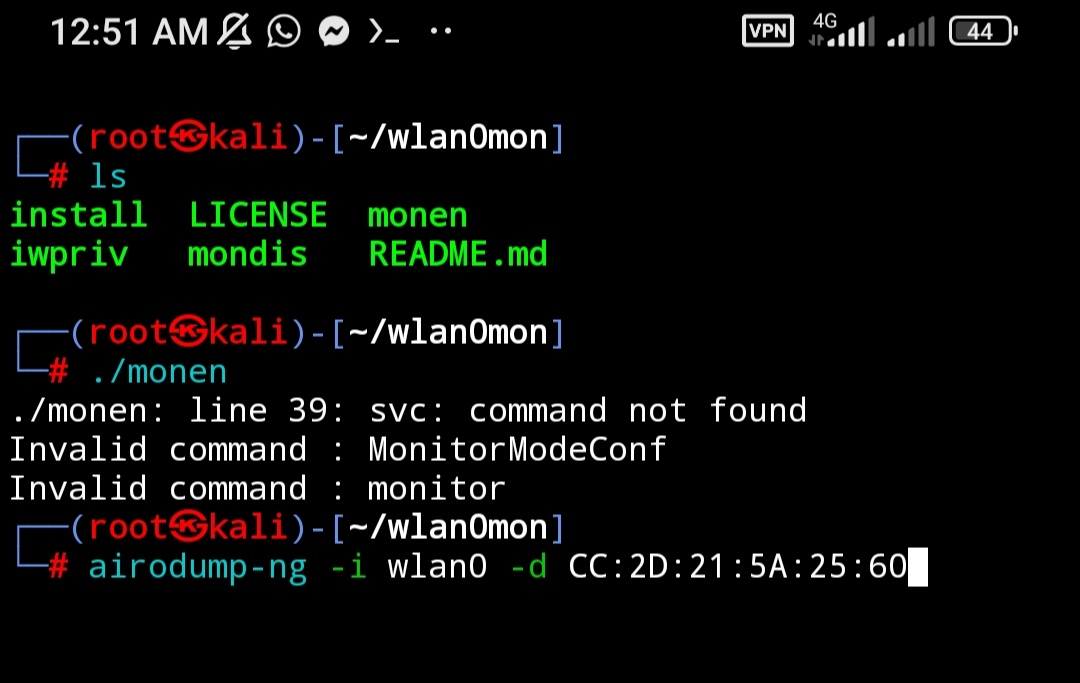 12:51 AM VPN 4G 44
┌──(root㉿kali)-[~/wlan0mon]
└─# ls
install LICENSE monen
iwpriv mondis README.md
┌──(root㉿kali)-[~/wlan0mon]
└─# ./monen
./monen: line 39: svc: command not found
Invalid command : MonitorModeConf
Invalid command : monitor
┌──(root㉿kali)-[~/wlan0mon]
└─# airodump-ng -i wlan0 -d CC:2D:21:5A:25:60